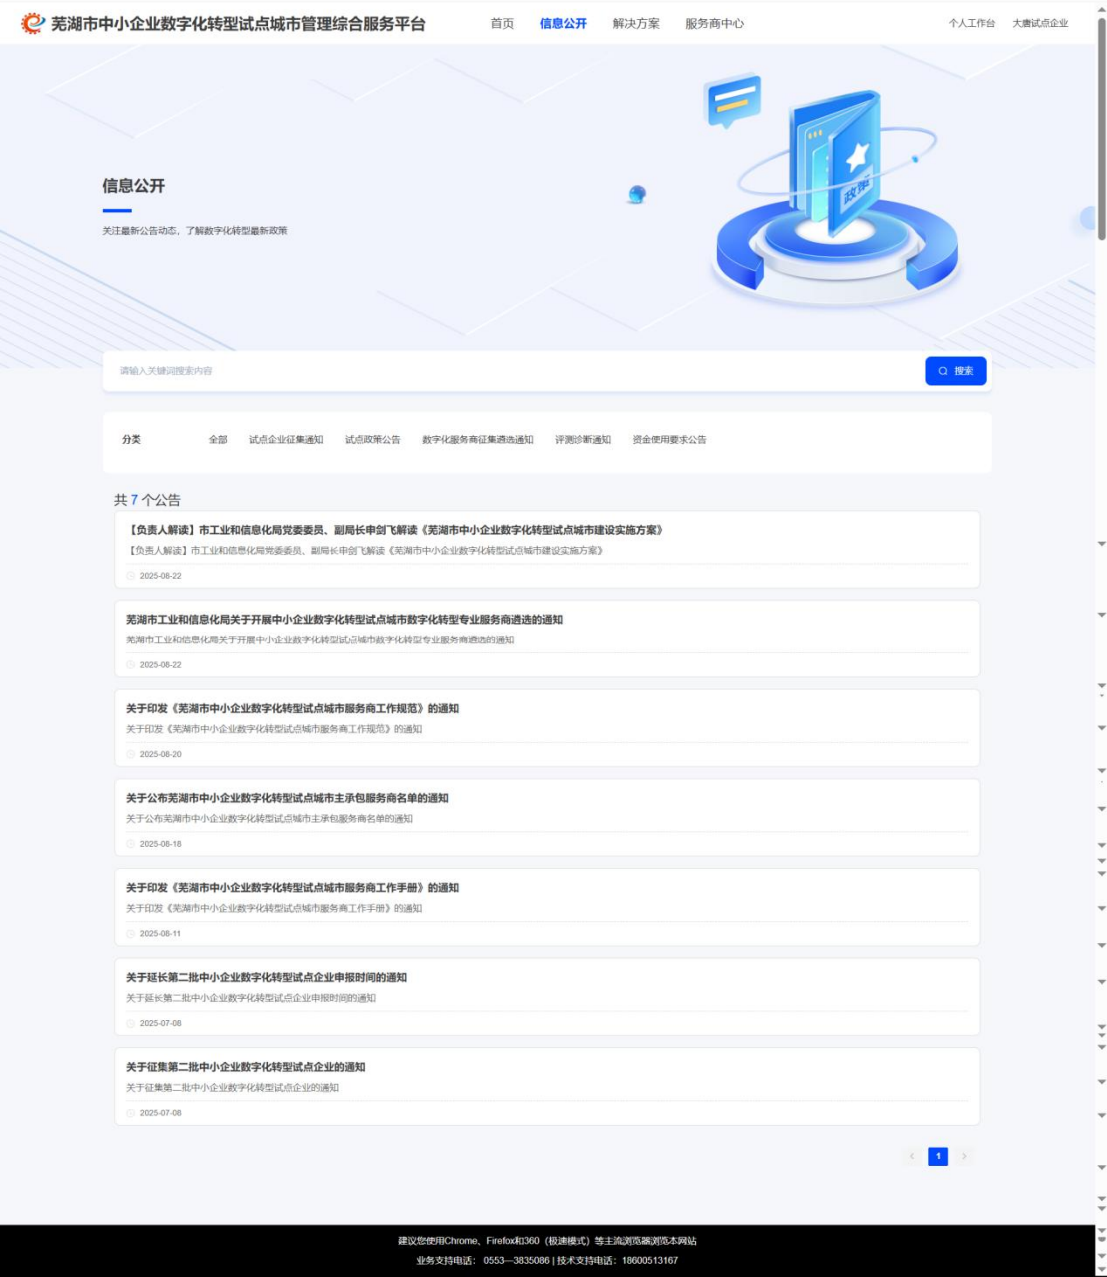 芜湖市中小企业数字化转型试点城市管理综合服务平台 首页 信息公开 解决方案 服务商中心 个人工作台 大唐试点企业
政策
信息公开
关注最新公告动态，了解数字化转型最新政策
请输入关键词搜索内容 搜索
分类 全部 试点企业征集通知 试点政策公告 数字化服务商征集遴选通知 评测诊断通知 资金使用要求公告
共 7 个公告
【负责人解读】市工业和信息化局党委委员、副局长申剑飞解读《芜湖市中小企业数字化转型试点城市建设实施方案》
【负责人解读】市工业和信息化局党委委员、副局长申剑飞解读《芜湖市中小企业数字化转型试点城市建设实施方案》
2025-08-22
芜湖市工业和信息化局关于开展中小企业数字化转型试点城市数字化转型专业服务商遴选的通知
芜湖市工业和信息化局关于开展中小企业数字化转型试点城市数字化转型专业服务商遴选的通知
2025-08-22
关于印发《芜湖市中小企业数字化转型试点城市服务商工作规范》的通知
关于印发《芜湖市中小企业数字化转型试点城市服务商工作规范》的通知
2025-08-20
关于公布芜湖市中小企业数字化转型试点城市主承包服务商名单的通知
关于公布芜湖市中小企业数字化转型试点城市主承包服务商名单的通知
2025-08-18
关于印发《芜湖市中小企业数字化转型试点城市服务商工作手册》的通知
关于印发《芜湖市中小企业数字化转型试点城市服务商工作手册》的通知
2025-08-11
关于延长第二批中小企业数字化转型试点企业申报时间的通知
关于延长第二批中小企业数字化转型试点企业申报时间的通知
2025-07-08
关于征集第二批中小企业数字化转型试点企业的通知
关于征集第二批中小企业数字化转型试点企业的通知
2025-07-08
1
建议您使用Chrome、Firefox和360（极速模式）等主流浏览器浏览本网站
业务支持电话： 0553—3835086 | 技术支持电话：18600513167